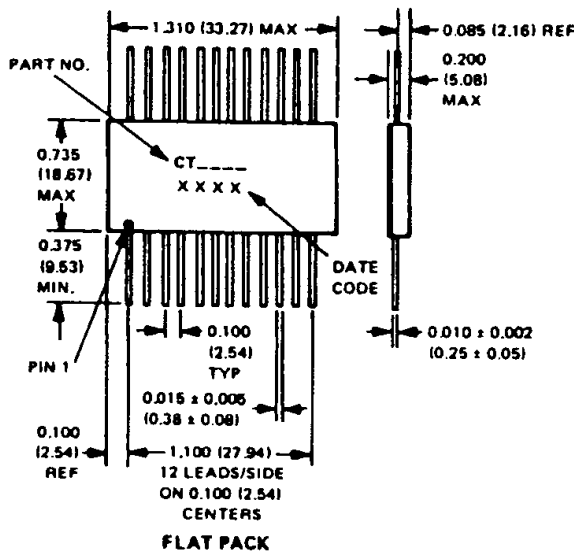 1.310 (33.27) MAX
0.085 (2.16) REF
PART NO.
0.200
(5.08)
MAX
0.735
(18.67)
MAX
CT____
XXXX
0.375
(9.53)
MIN.
DATE
CODE
PIN 1
0.100
(2.54)
TYP
0.010 ± 0.002
(0.25 ± 0.05)
0.015 ± 0.005
(0.38 ± 0.08)
0.100
(2.54)
REF
1.100 (27.94)
12 LEADS/SIDE
ON 0.100 (2.54)
CENTERS
FLAT PACK